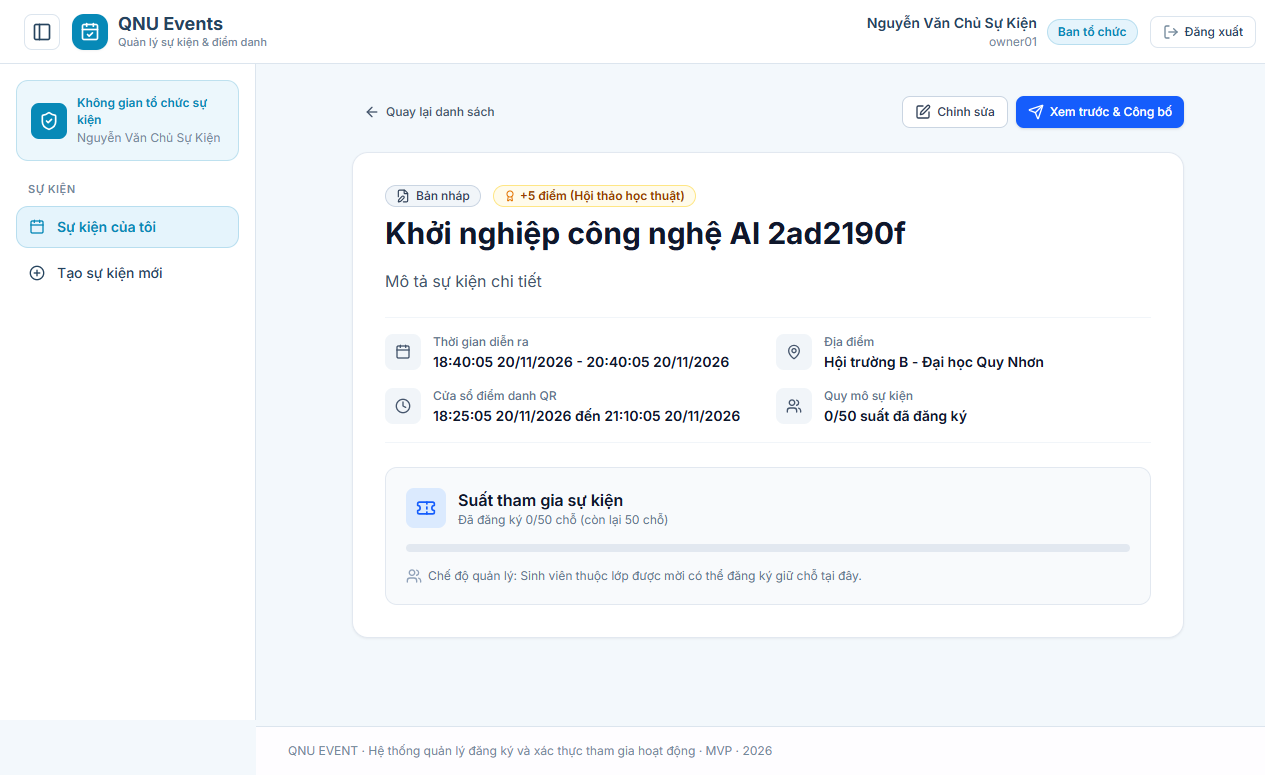 QNU Events
Quản lý sự kiện & điểm danh
Nguyễn Văn Chủ Sự Kiện
owner01
Ban tổ chức
Đăng xuất
Không gian tổ chức sự
kiện
Nguyễn Văn Chủ Sự Kiện
SỰ KIỆN
Sự kiện của tôi
Tạo sự kiện mới
Quay lại danh sách
Chỉnh sửa
Xem trước & Công bố
Bản nháp
+5 điểm (Hội thảo học thuật)
Khởi nghiệp công nghệ AI 2ad2190f
Mô tả sự kiện chi tiết
Thời gian diễn ra
18:40:05 20/11/2026 - 20:40:05 20/11/2026
Địa điểm
Hội trường B - Đại học Quy Nhơn
Cửa sổ điểm danh QR
18:25:05 20/11/2026 đến 21:10:05 20/11/2026
Quy mô sự kiện
0/50 suất đã đăng ký
Suất tham gia sự kiện
Đã đăng ký 0/50 chỗ (còn lại 50 chỗ)
Chế độ quản lý: Sinh viên thuộc lớp được mời có thể đăng ký giữ chỗ tại đây.
QNU EVENT · Hệ thống quản lý đăng ký và xác thực tham gia hoạt động · MVP · 2026